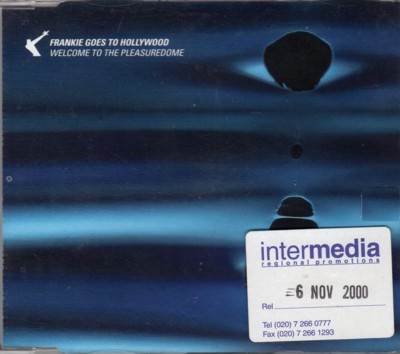 FRANKIE GOES TO HOLLYWOOD
WELCOME TO THE PLEASUREDOME
intermedia
regional promotions
-6 NOV 2000
Rel
Tel (020) 7 266 0777
Fax (020) 7 266 1293